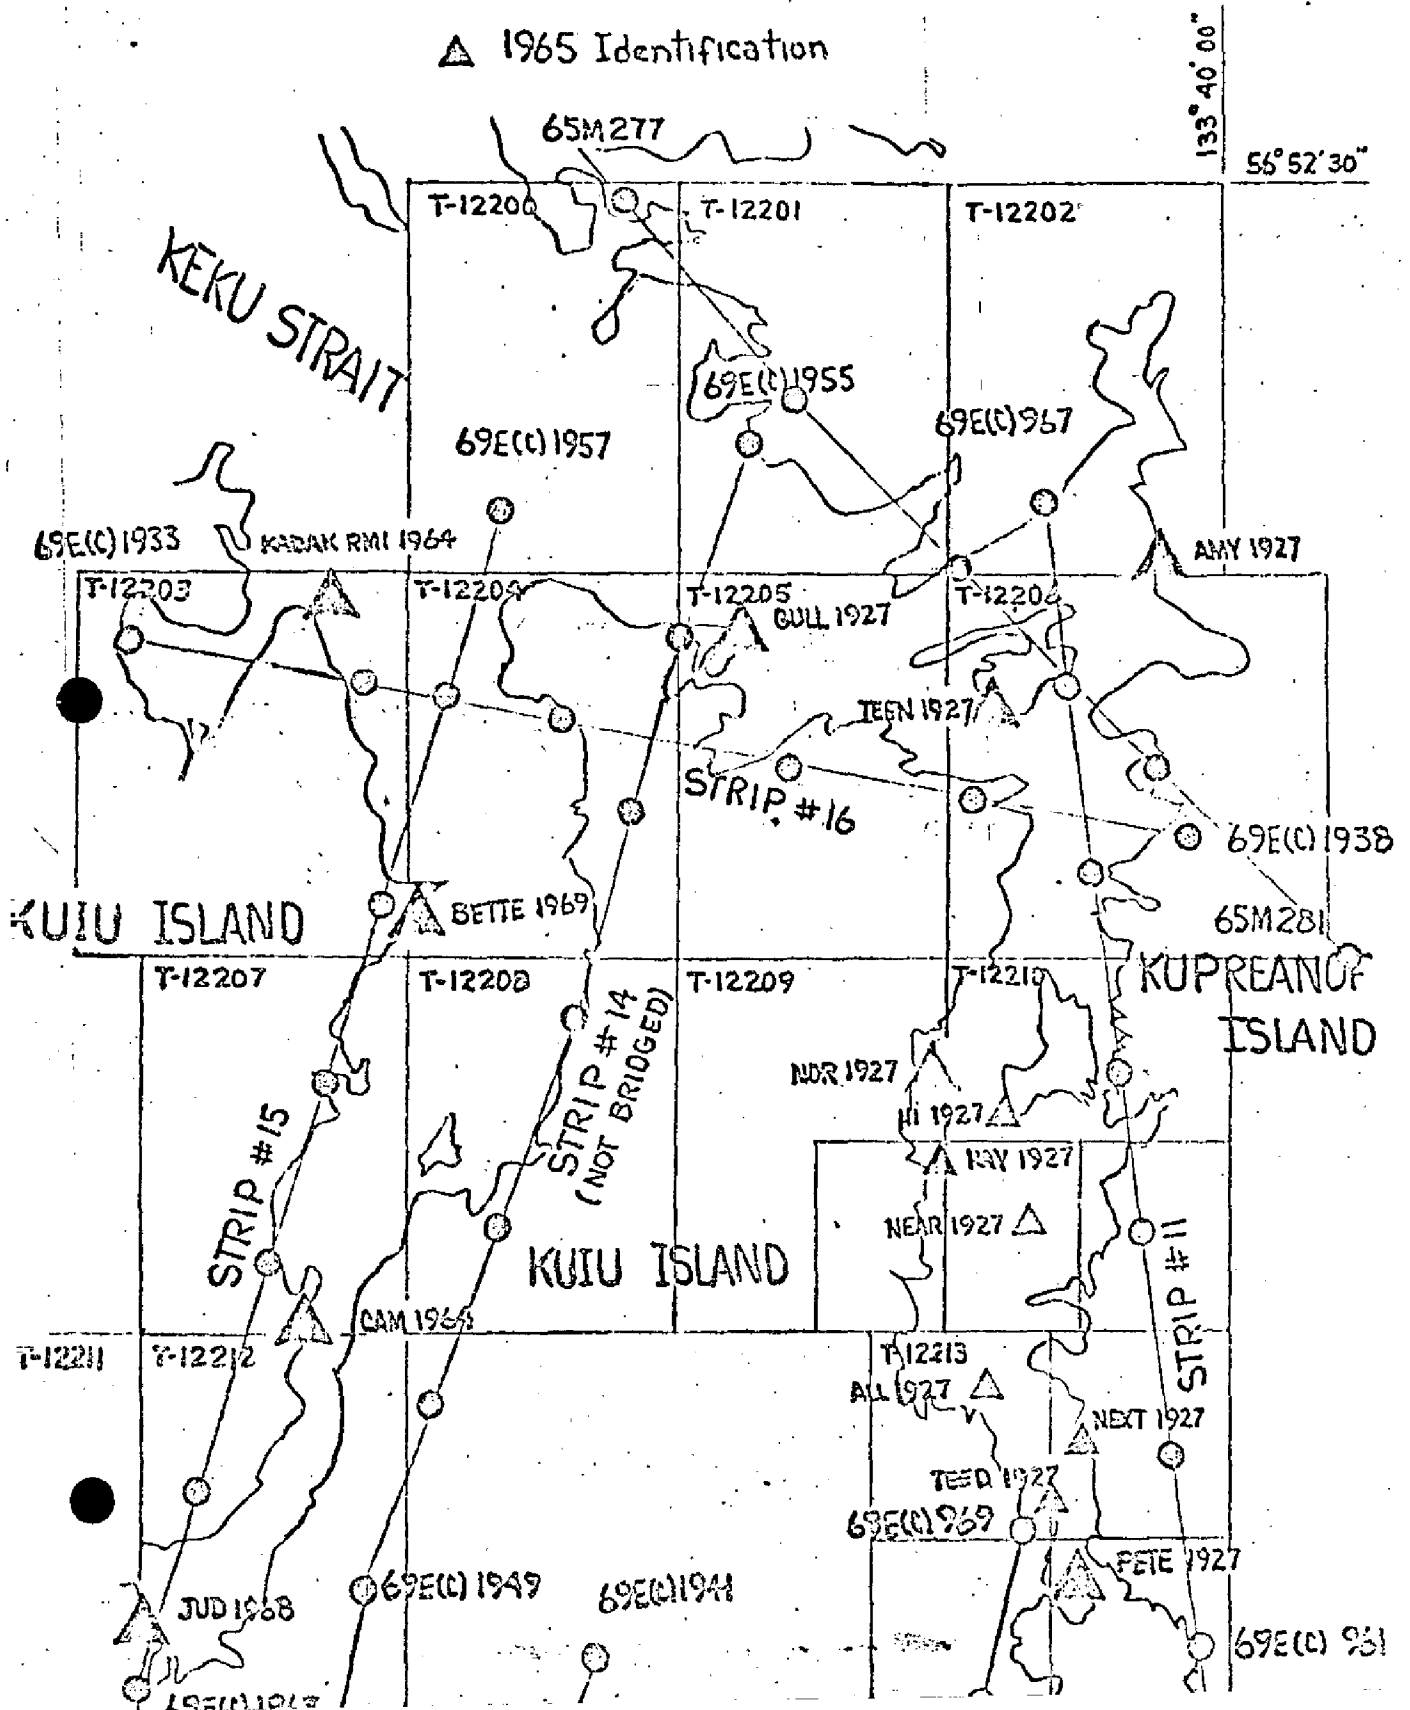 1965 Identification
133° 40' 00"
65M277
56° 52' 30"
T-12200
T-12201
T-12202
KEKU STRAIT
69E(C)1955
69E(C)1957
69E(C)967
69E(C)1933
KADAK RM1 1964
AMY 1927
T-12203
T-12204
T-12205
T-12206
GULL 1927
TEEN 1927
STRIP #16
69E(C)1938
BETTE 1969
KUIU ISLAND
65M281
T-12207
T-12208
T-12209
T-12210
KUPREANOF
ISLAND
STRIP #14
(NOT BRIDGED)
NOR 1927
HI 1927
STRIP #15
RAY 1927
NEAR 1927
KUIU ISLAND
STRIP #11
CAM 1968
T-12211
T-12212
T-12213
ALL 1927
NEXT 1927
TEED 1927
69E(C)969
PETE 1927
69E(C)1949
69E(C)1941
JUD 1968
69E(C) 961